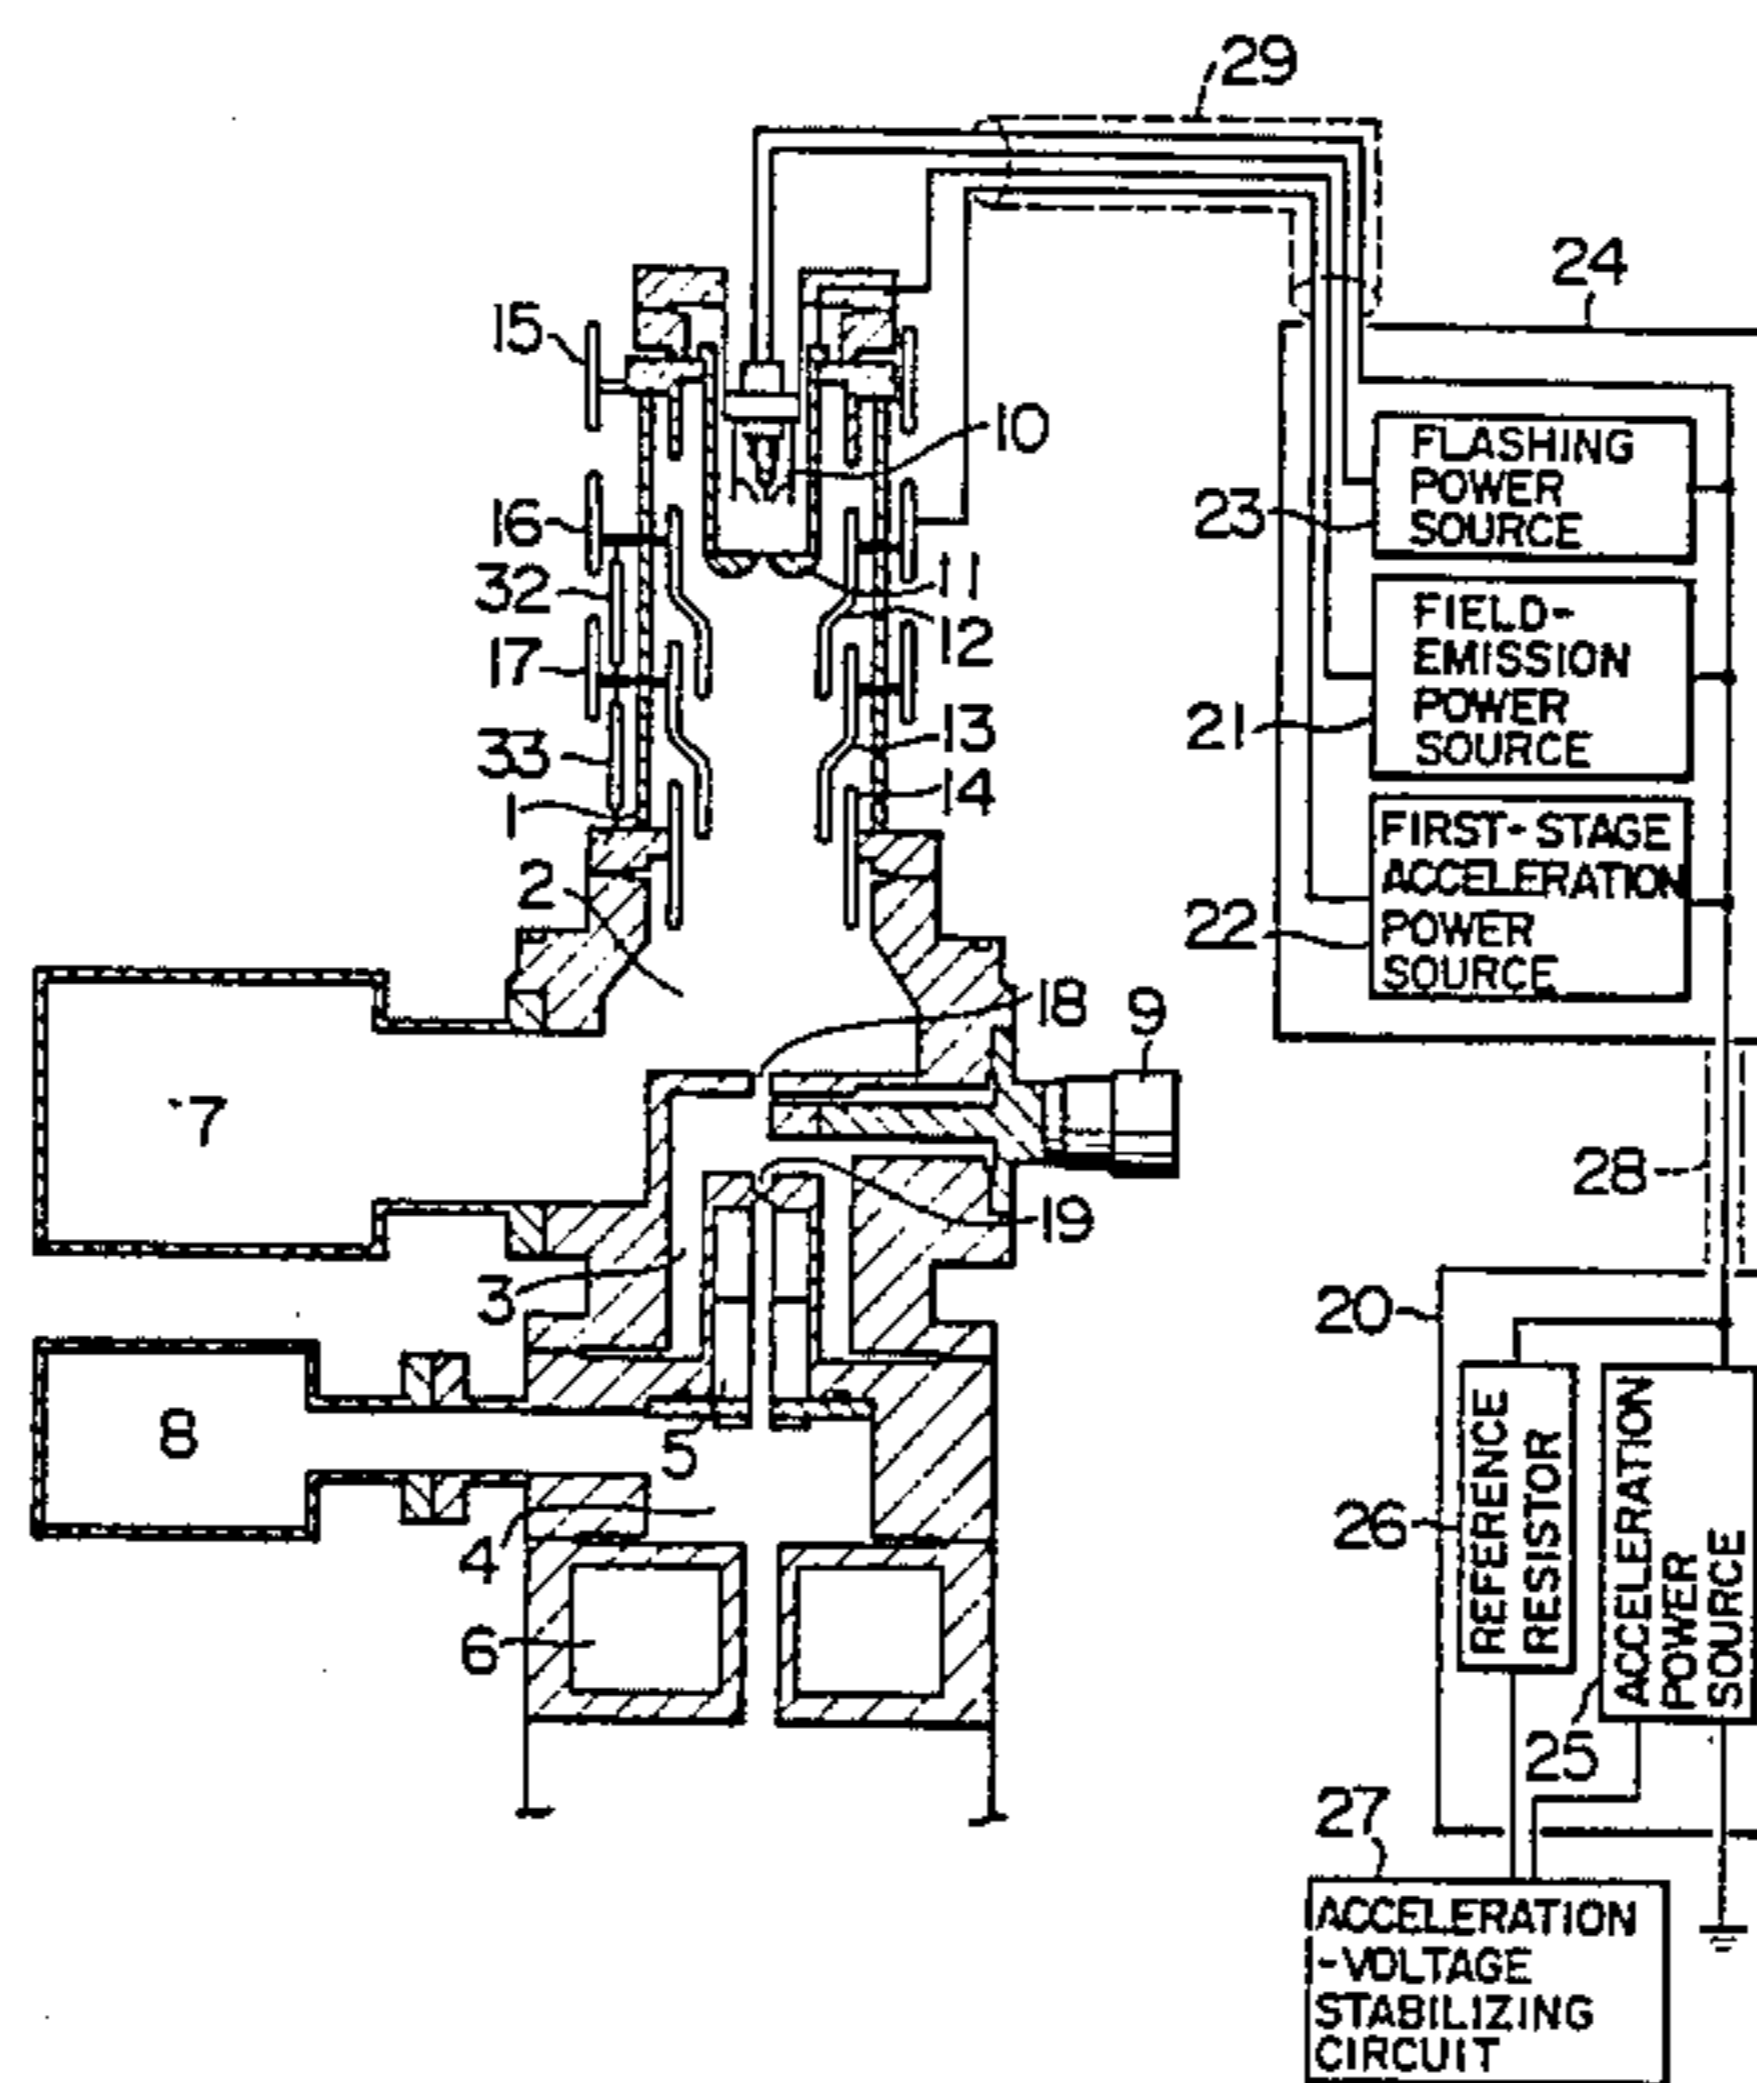 29
24
15
10
FLASHING
POWER
SOURCE
23
16
32
11
12
17
FIELD-
EMISSION
POWER
SOURCE
21
13
33
14
1
FIRST-STAGE
ACCELERATION
POWER
SOURCE
22
2
18
9
7
28
19
3
20
8
5
REFERENCE
RESISTOR
26
ACCELERATION
POWER
SOURCE
4
6
25
27
ACCELERATION
-VOLTAGE
STABILIZING
CIRCUIT